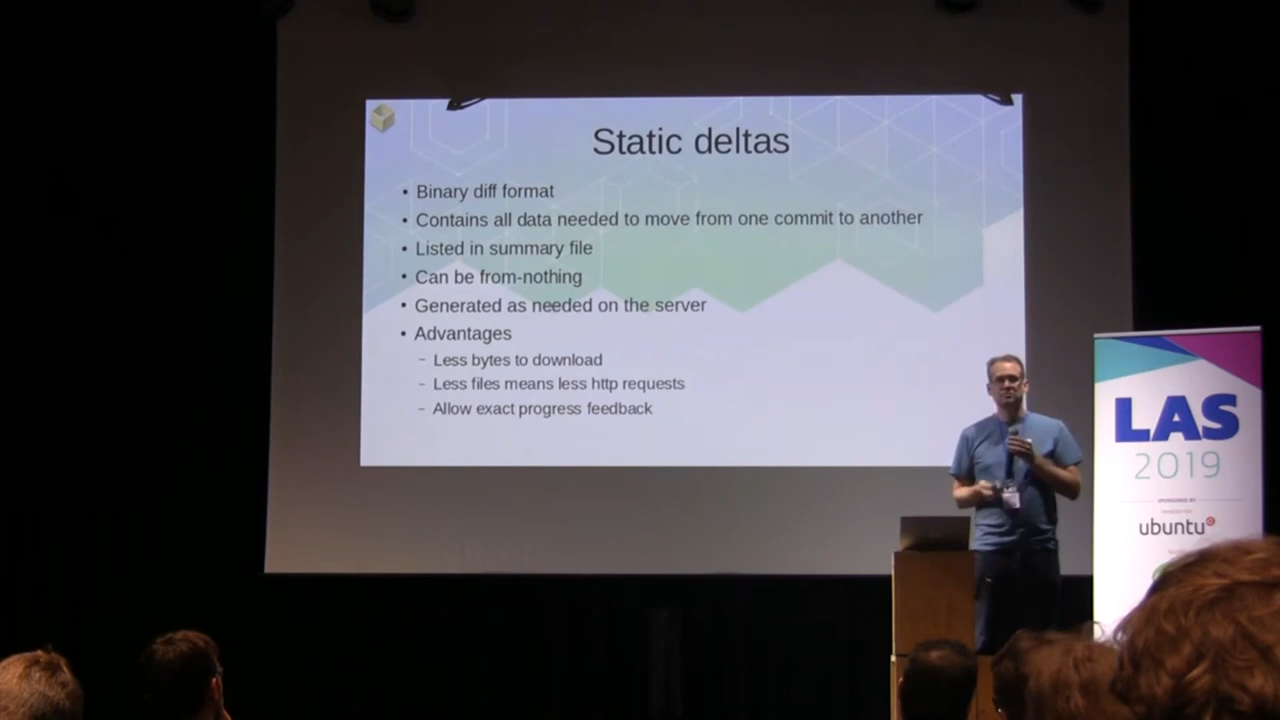 Static deltas
• Binary diff format
• Contains all data needed to move from one commit to another
• Listed in summary file
• Can be from-nothing
• Generated as needed on the server
• Advantages
– Less bytes to download
– Less files means less http requests
– Allow exact progress feedback
LAS
2019
SPONSORED BY
ubuntu